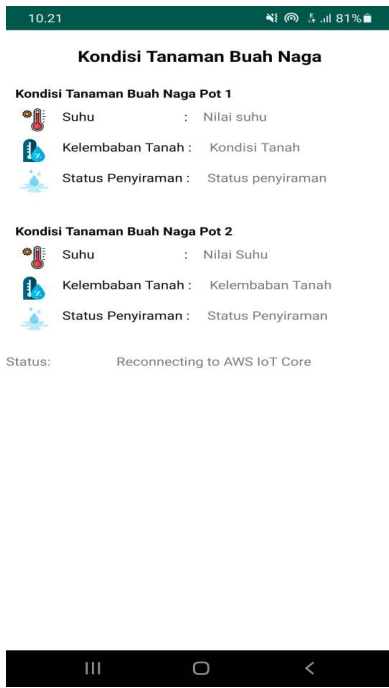 10.21 81%
Kondisi Tanaman Buah Naga
Kondisi Tanaman Buah Naga Pot 1
Suhu : Nilai suhu
Kelembaban Tanah : Kondisi Tanah
Status Penyiraman : Status penyiraman
Kondisi Tanaman Buah Naga Pot 2
Suhu : Nilai Suhu
Kelembaban Tanah : Kelembaban Tanah
Status Penyiraman : Status Penyiraman
Status: Reconnecting to AWS IoT Core